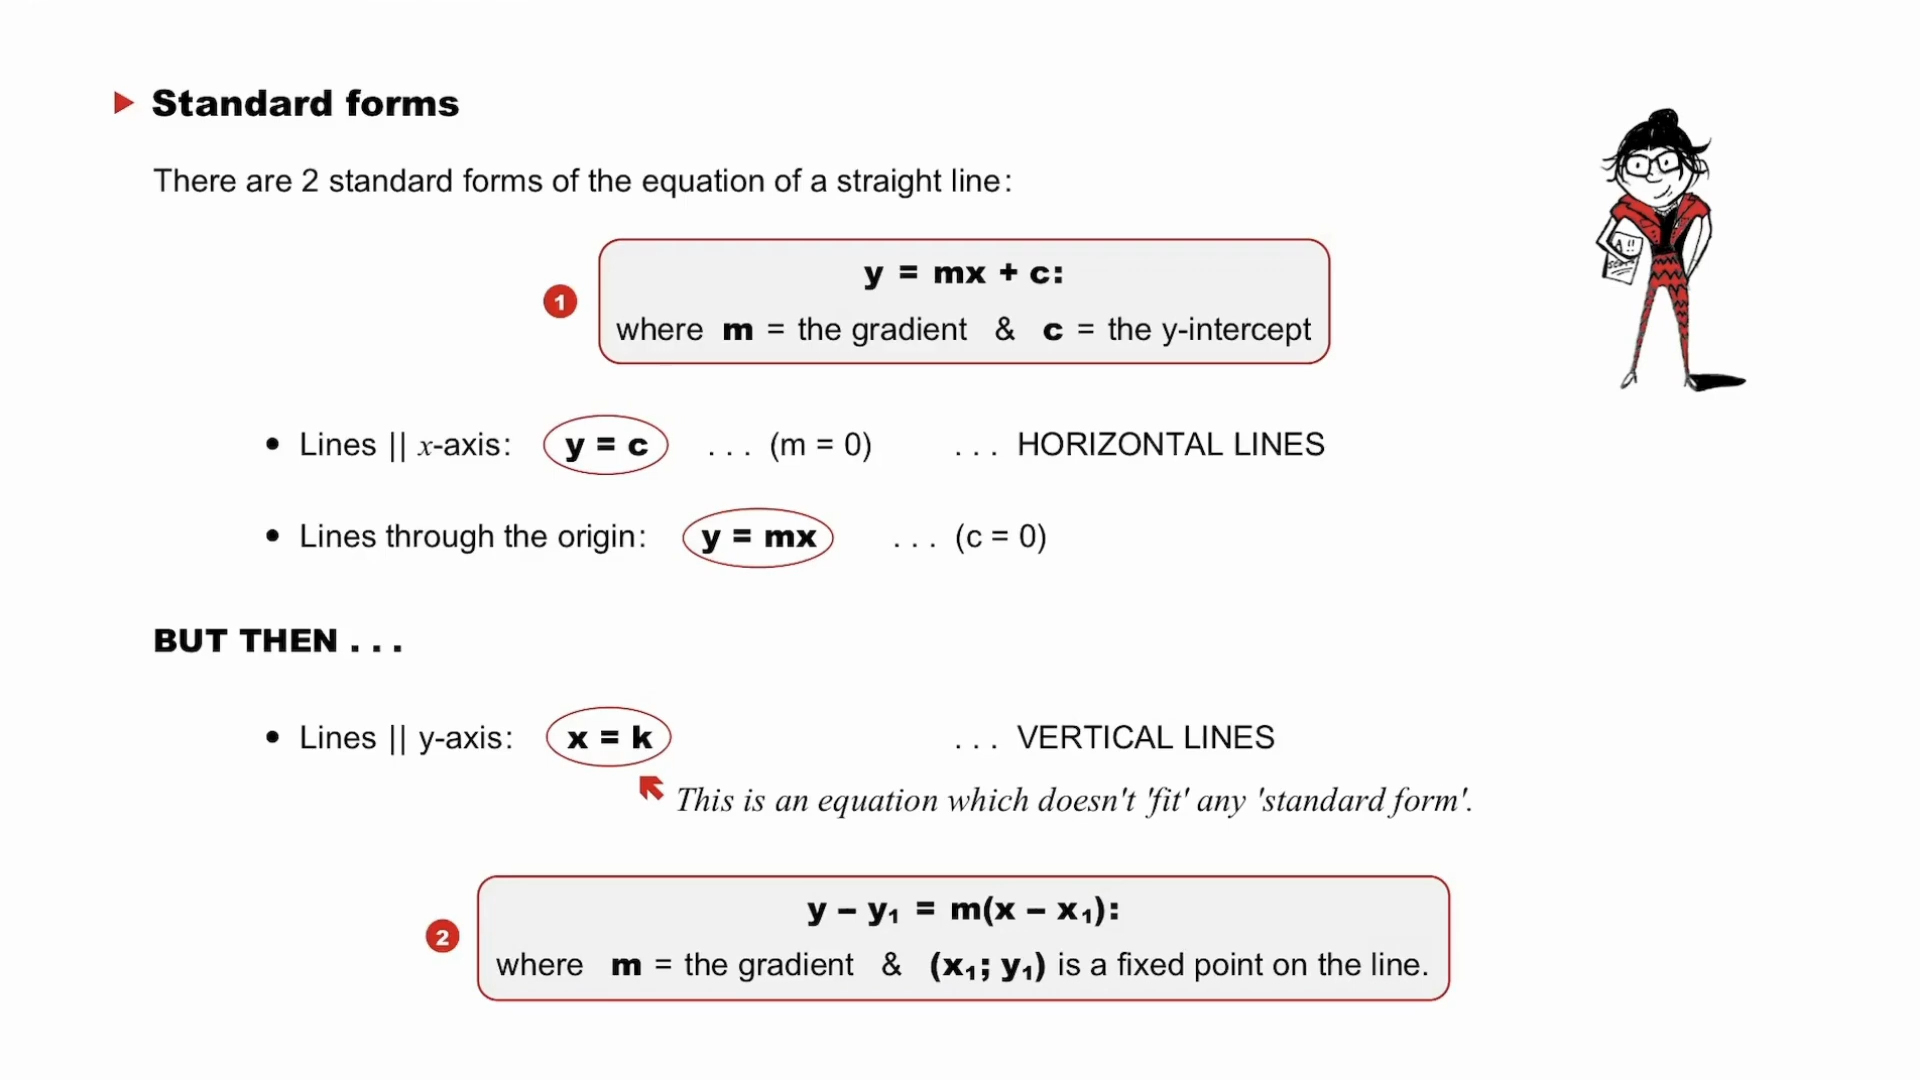 Standard forms
There are 2 standard forms of the equation of a straight line:
1
y = mx + c:
where m = the gradient & c = the y-intercept
• Lines || x-axis: y = c . . . (m = 0) . . . HORIZONTAL LINES
• Lines through the origin: y = mx . . . (c = 0)
BUT THEN . . .
• Lines || y-axis: x = k . . . VERTICAL LINES
This is an equation which doesn't 'fit' any 'standard form'.
2
y – y₁ = m(x – x₁):
where m = the gradient & (x₁; y₁) is a fixed point on the line.
A !!